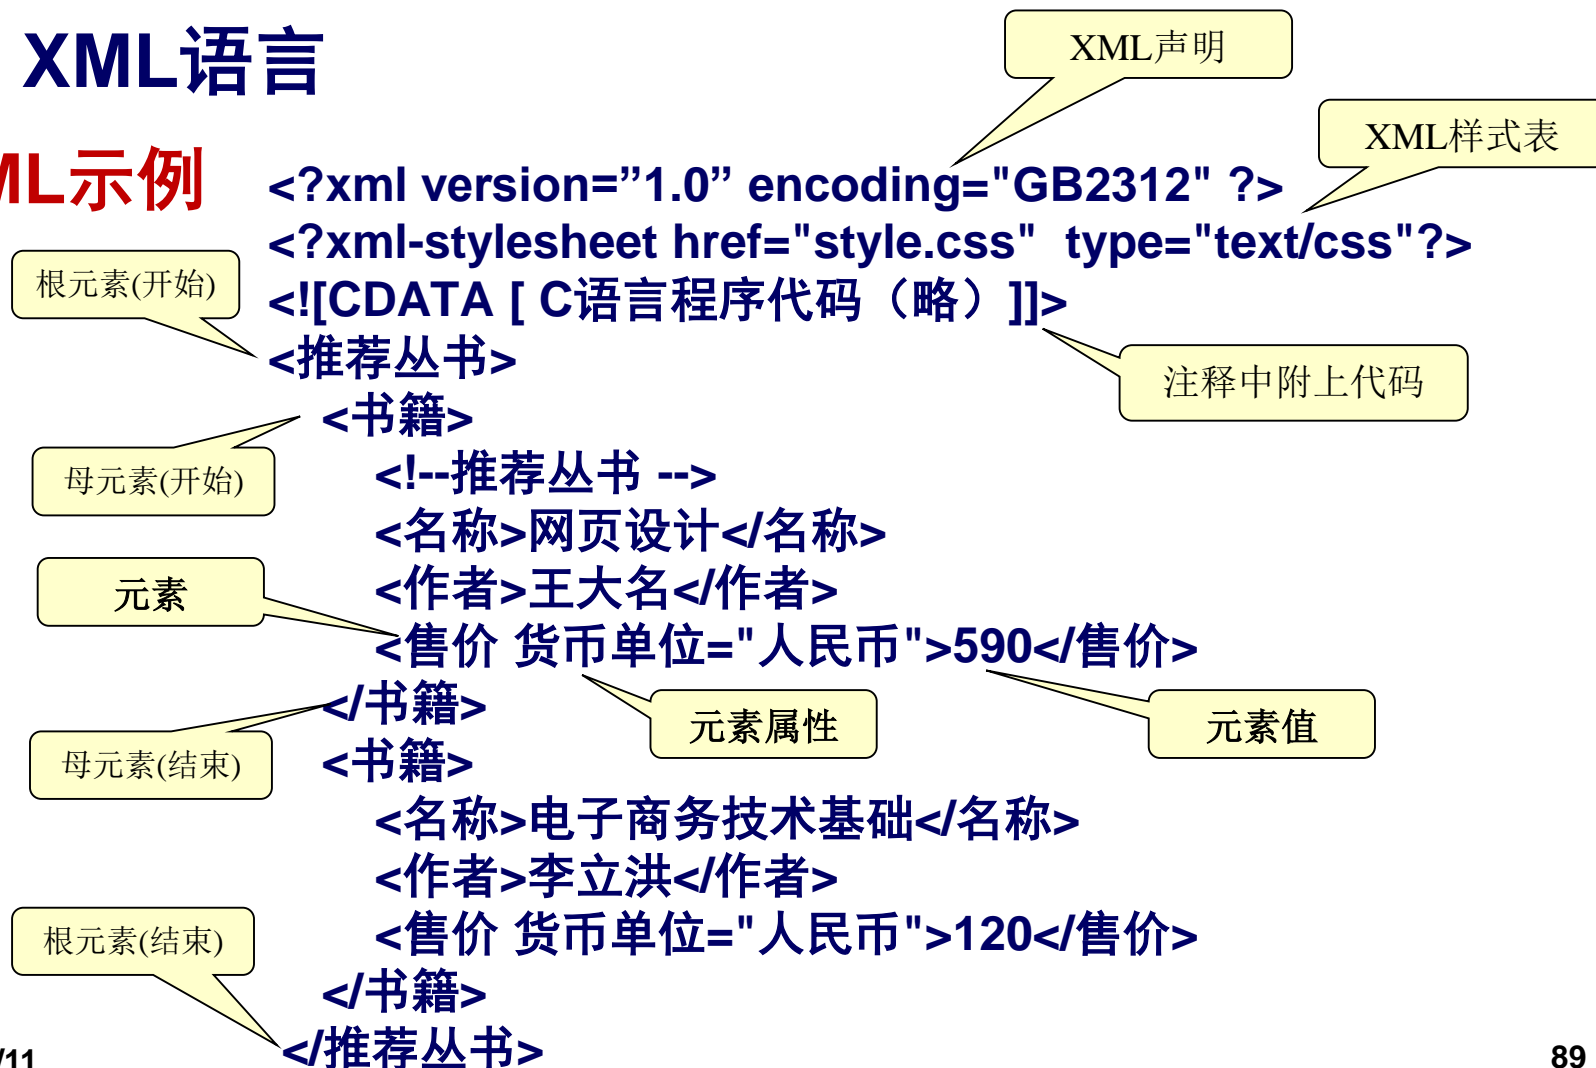 XML语言
XML声明
XML样式表
ML示例
<?xml version=”1.0” encoding="GB2312" ?>
<?xml-stylesheet href="style.css"  type="text/css"?>
根元素(开始)
<![CDATA [ C语言程序代码（略）]]>
<推荐丛书>
注释中附上代码
<书籍>
母元素(开始)
<!--推荐丛书 -->
<名称>网页设计</名称>
元素
<作者>王大名</作者>
<售价 货币单位="人民币">590</售价>
</书籍>
元素属性
元素值
母元素(结束)
<书籍>
<名称>电子商务技术基础</名称>
<作者>李立洪</作者>
根元素(结束)
<售价 货币单位="人民币">120</售价>
</书籍>
</推荐丛书>
/11
89